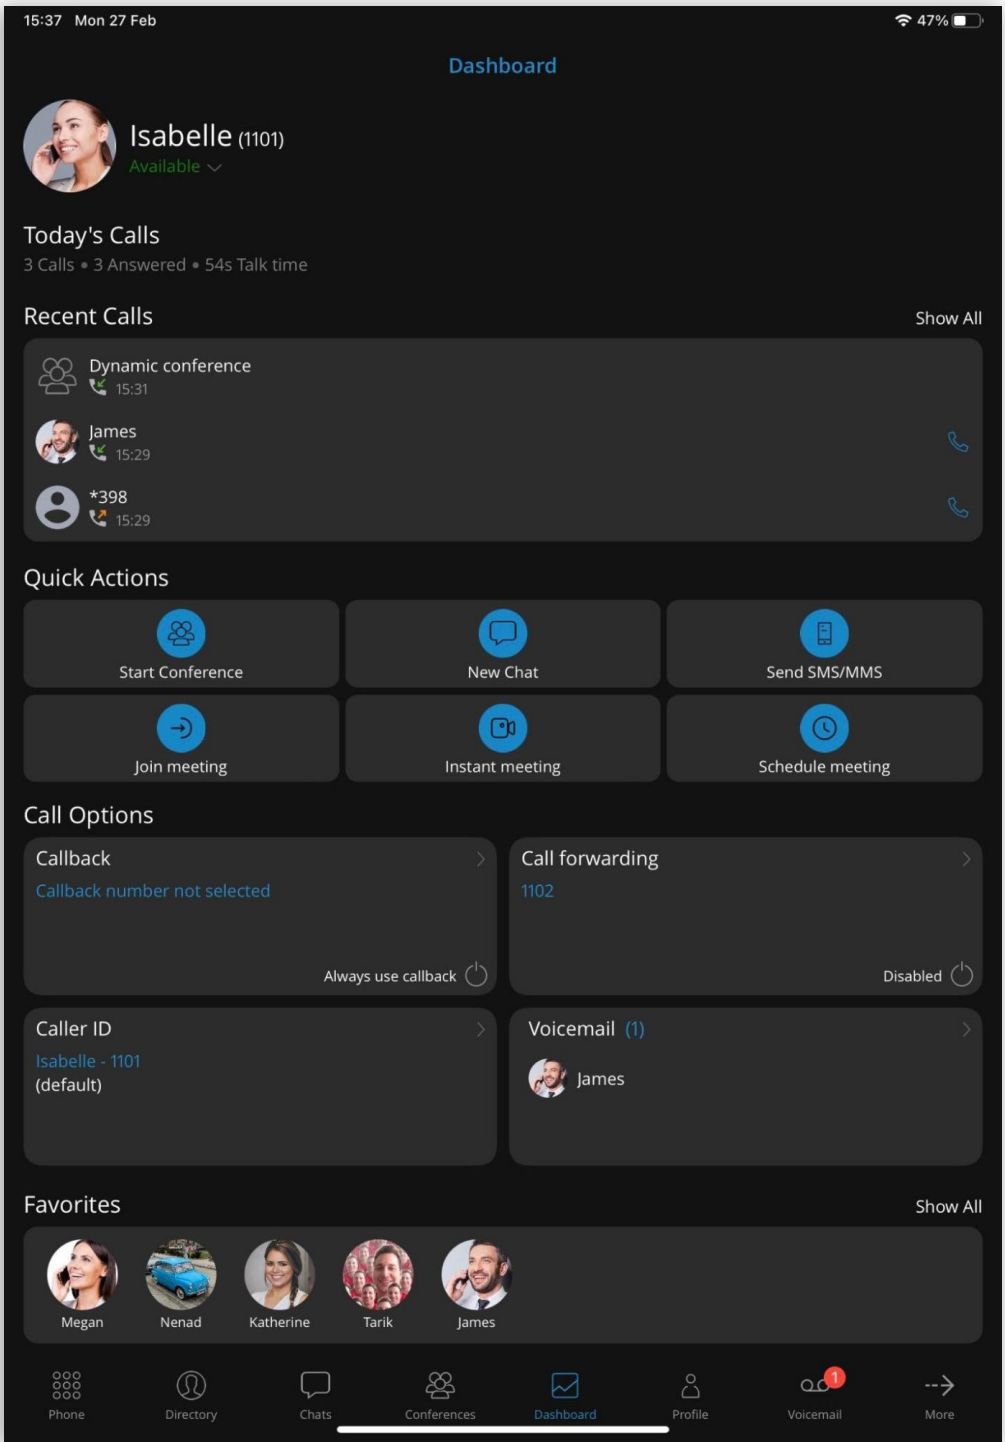 15:37 Mon 27 Feb 47%
Dashboard
Isabelle (1101)
Available
Today's Calls
3 Calls • 3 Answered • 54s Talk time
Recent Calls Show All
Dynamic conference
15:31
James
15:29
*398
15:29
Quick Actions
Start Conference New Chat Send SMS/MMS
Join meeting Instant meeting Schedule meeting
Call Options
Callback Call forwarding
Callback number not selected 1102
Always use callback Disabled
Caller ID Voicemail (1)
Isabelle - 1101
(default) James
Favorites Show All
Megan Nenad Katherine Tarik James
1
Phone Directory Chats Conferences Dashboard Profile Voicemail More